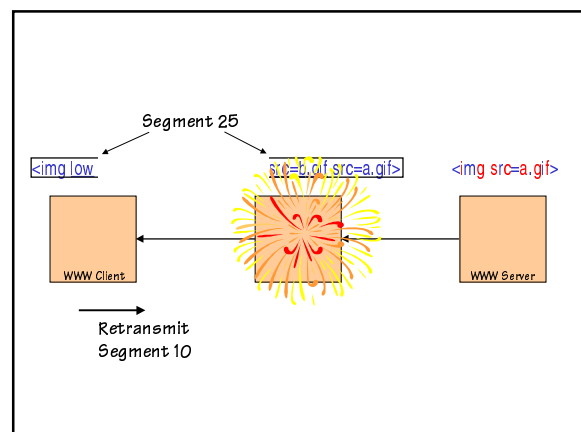 Segment 25
<img low
src=b.gif src=a.gif>
<img src=a.gif>
WWW Client
WWW Server
Retransmit
Segment 10